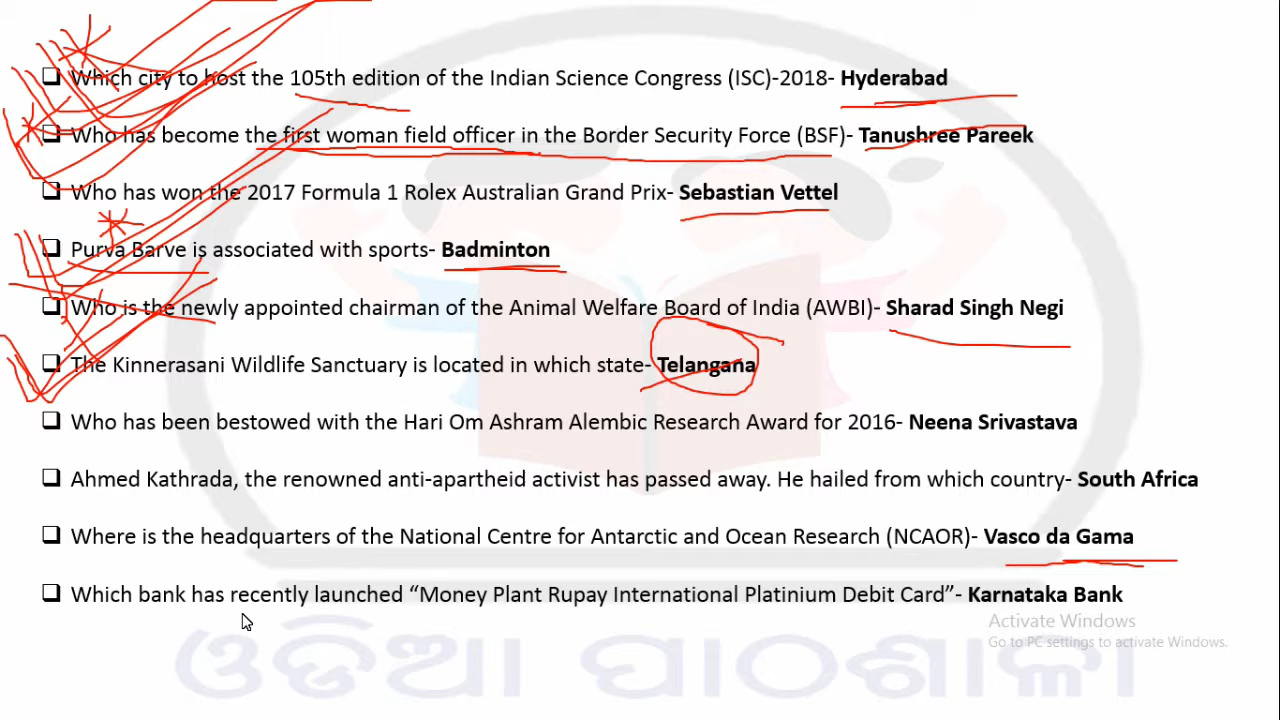 ❑ Which city to host the 105th edition of the Indian Science Congress (ISC)-2018- Hyderabad
❑ Who has become the first woman field officer in the Border Security Force (BSF)- Tanushree Pareek
❑ Who has won the 2017 Formula 1 Rolex Australian Grand Prix- Sebastian Vettel
❑ Purva Barve is associated with sports- Badminton
❑ Who is the newly appointed chairman of the Animal Welfare Board of India (AWBI)- Sharad Singh Negi
❑ The Kinnerasani Wildlife Sanctuary is located in which state- Telangana
❑ Who has been bestowed with the Hari Om Ashram Alembic Research Award for 2016- Neena Srivastava
❑ Ahmed Kathrada, the renowned anti-apartheid activist has passed away. He hailed from which country- South Africa
❑ Where is the headquarters of the National Centre for Antarctic and Ocean Research (NCAOR)- Vasco da Gama
❑ Which bank has recently launched “Money Plant Rupay International Platinium Debit Card”- Karnataka Bank
Activate Windows
Go to PC settings to activate Windows.
ଓଡ଼ିଆ ପାଠଶାଳା